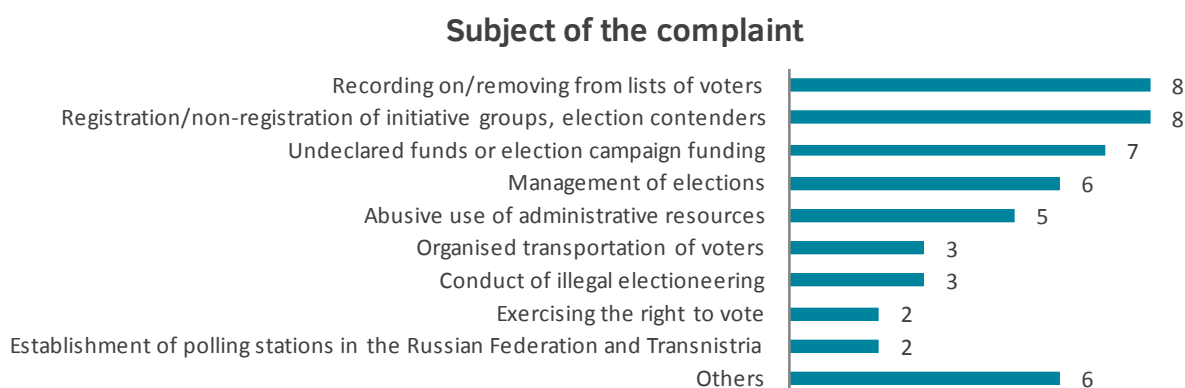 Subject of the complaint
Recording on/removing from lists of voters 8
Registration/non-registration of initiative groups, election contenders 8
Undeclared funds or election campaign funding 7
Management of elections 6
Abusive use of administrative resources 5
Organised transportation of voters 3
Conduct of illegal electioneering 3
Exercising the right to vote 2
Establishment of polling stations in the Russian Federation and Transnistria 2
Others 6